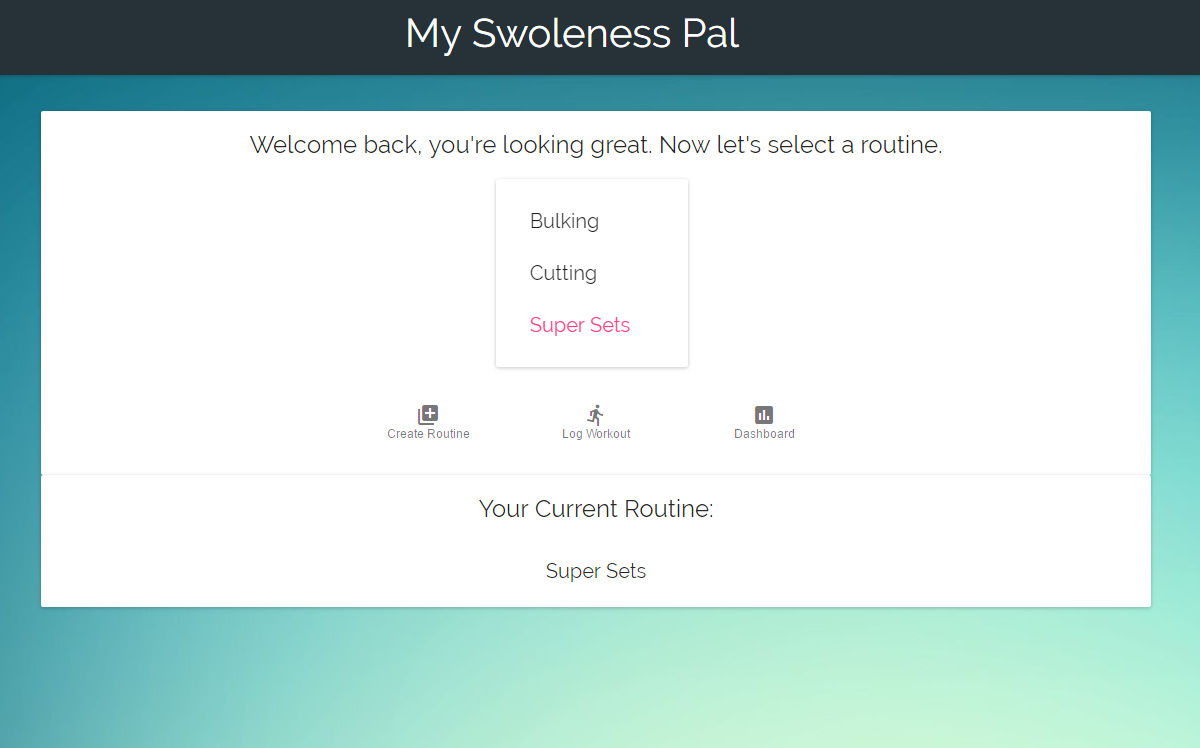 My Swoleness Pal
Welcome back, you're looking great. Now let's select a routine.
Bulking
Cutting
Super Sets
Create Routine
Log Workout
Dashboard
Your Current Routine:
Super Sets